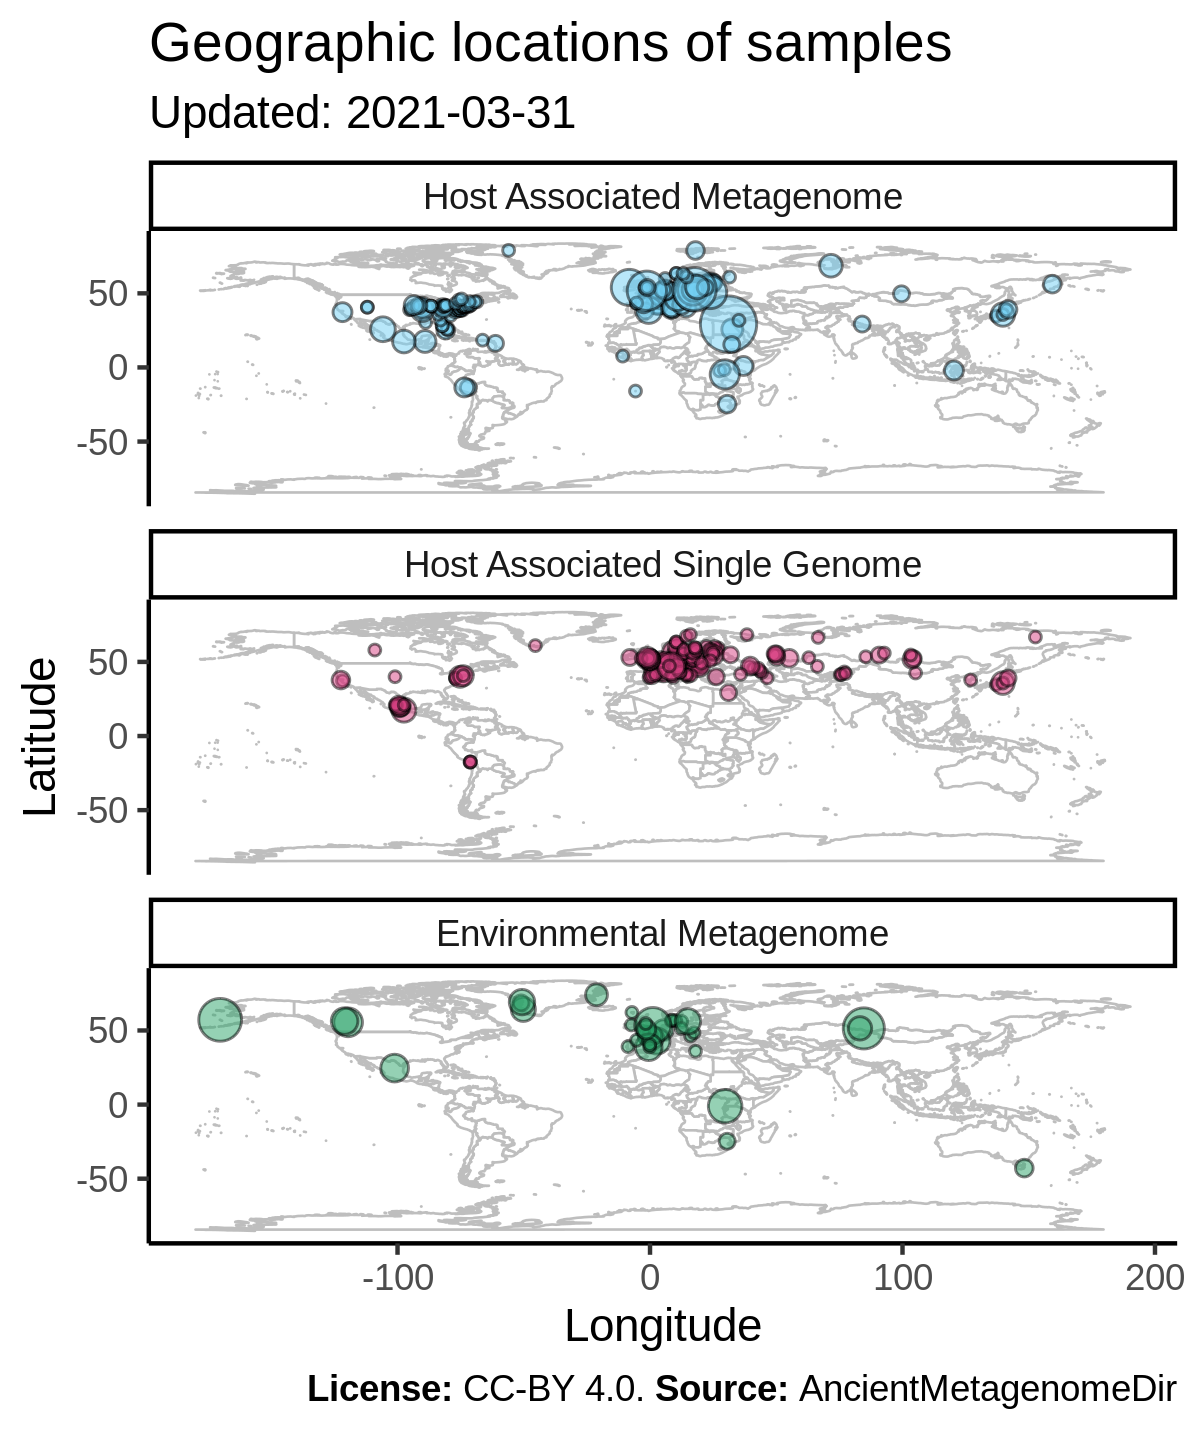 Geographic locations of samples
Updated: 2021-03-31
Host Associated Metagenome
50
0
-50
Host Associated Single Genome
50
0
-50
Latitude
Environmental Metagenome
50
0
-50
-100 0 100 200
Longitude
License: CC-BY 4.0. Source: AncientMetagenomeDir